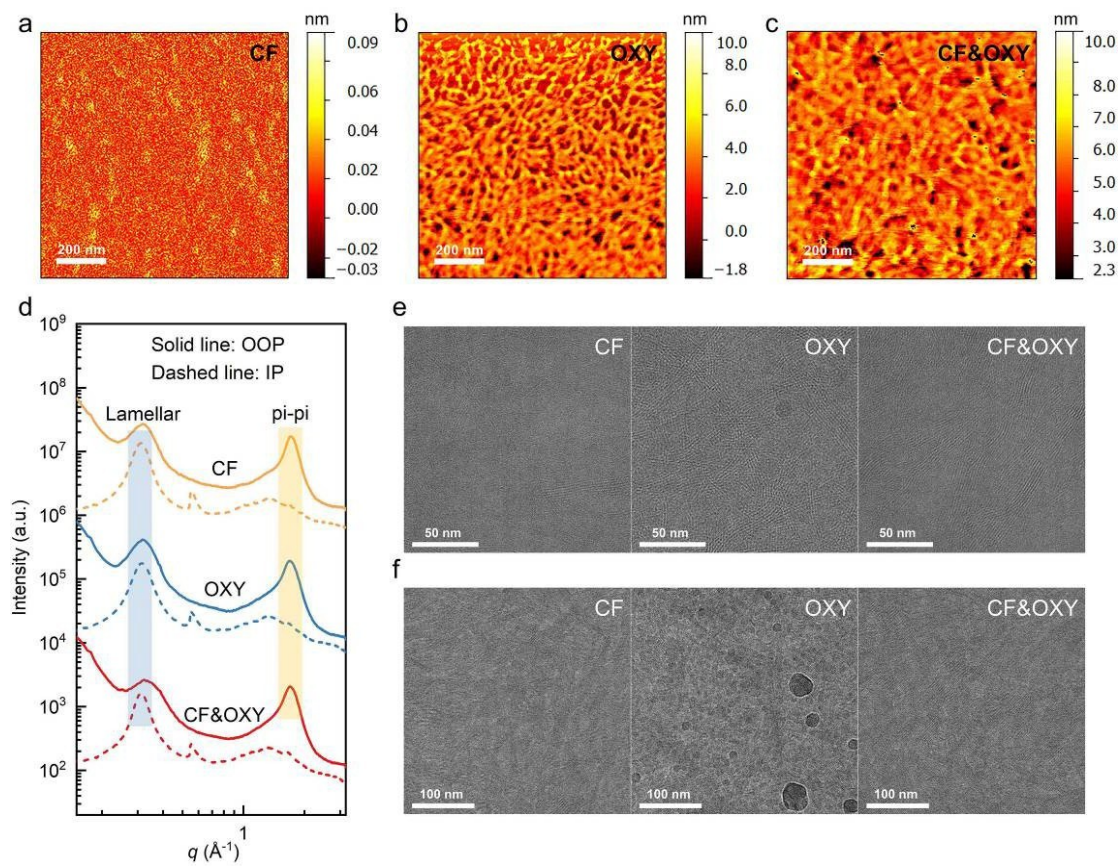 a
nm
CF
0.09
0.08
0.06
0.04
0.02
0.00
−0.02
−0.03
200 nm
b
nm
OXY
10.0
8.0
6.0
4.0
2.0
0.0
−1.8
200 nm
c
nm
CF&OXY
10.0
9.0
8.0
7.0
6.0
5.0
4.0
3.0
2.3
200 nm
d
Intensity (a.u.)
10⁹
10⁸
10⁷
10⁶
10⁵
10⁴
10³
10²
Solid line: OOP
Dashed line: IP
Lamellar
pi-pi
CF
OXY
CF&OXY
1
q (Å⁻¹)
e
CF
OXY
CF&OXY
50 nm
50 nm
50 nm
f
CF
OXY
CF&OXY
100 nm
100 nm
100 nm